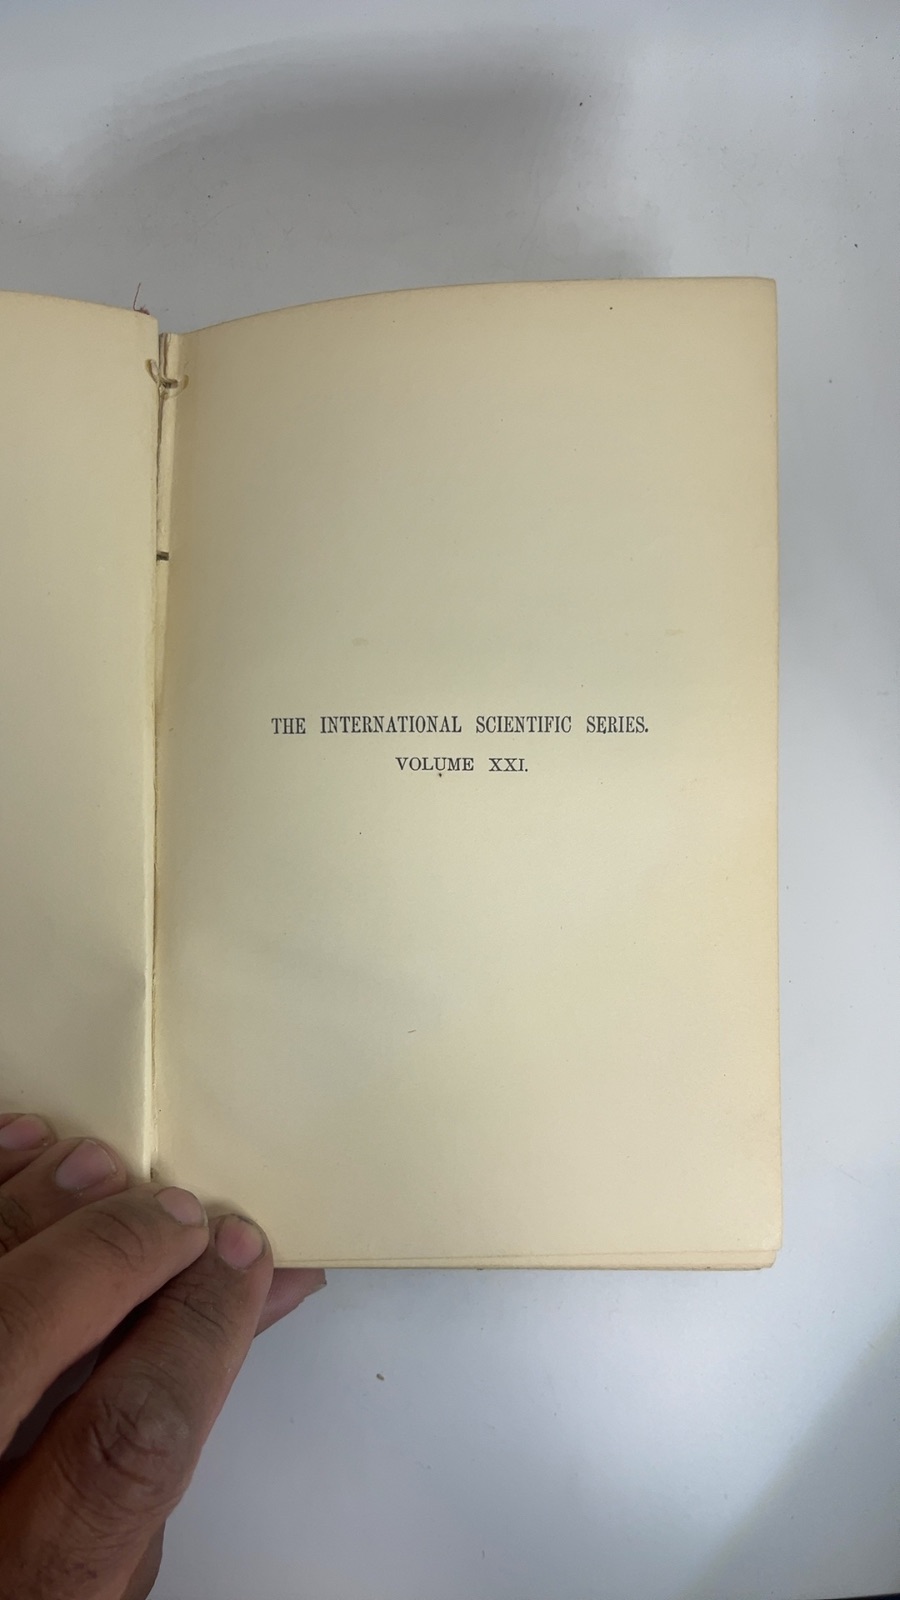 THE INTERNATIONAL SCIENTIFIC SERIES.
VOLUME XXI.